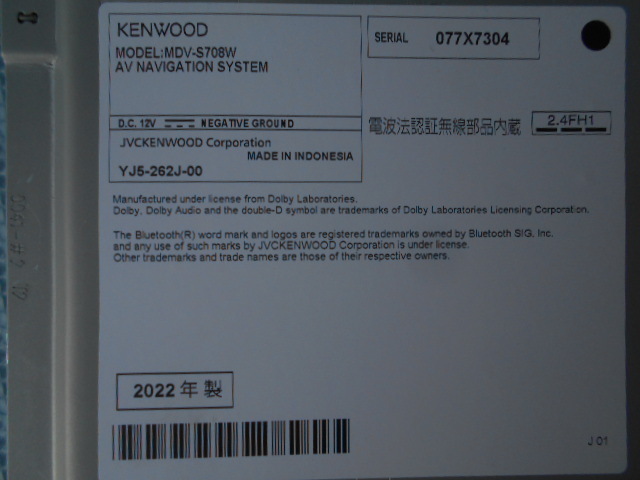 KENWOOD
MODEL:MDV-S708W
AV NAVIGATION SYSTEM
SERIAL 077X7304
D.C. 12V NEGATIVE GROUND
電波法認証無線部品内蔵 2.4FH1
JVCKENWOOD Corporation
MADE IN INDONESIA
YJ5-262J-00
Manufactured under license from Dolby Laboratories.
Dolby, Dolby Audio and the double-D symbol are trademarks of Dolby Laboratories Licensing Corporation.
The Bluetooth(R) word mark and logos are registered trademarks owned by Bluetooth SIG, Inc.
and any use of such marks by JVCKENWOOD Corporation is under license.
Other trademarks and trade names are those of their respective owners.
2022 年 製
J 01